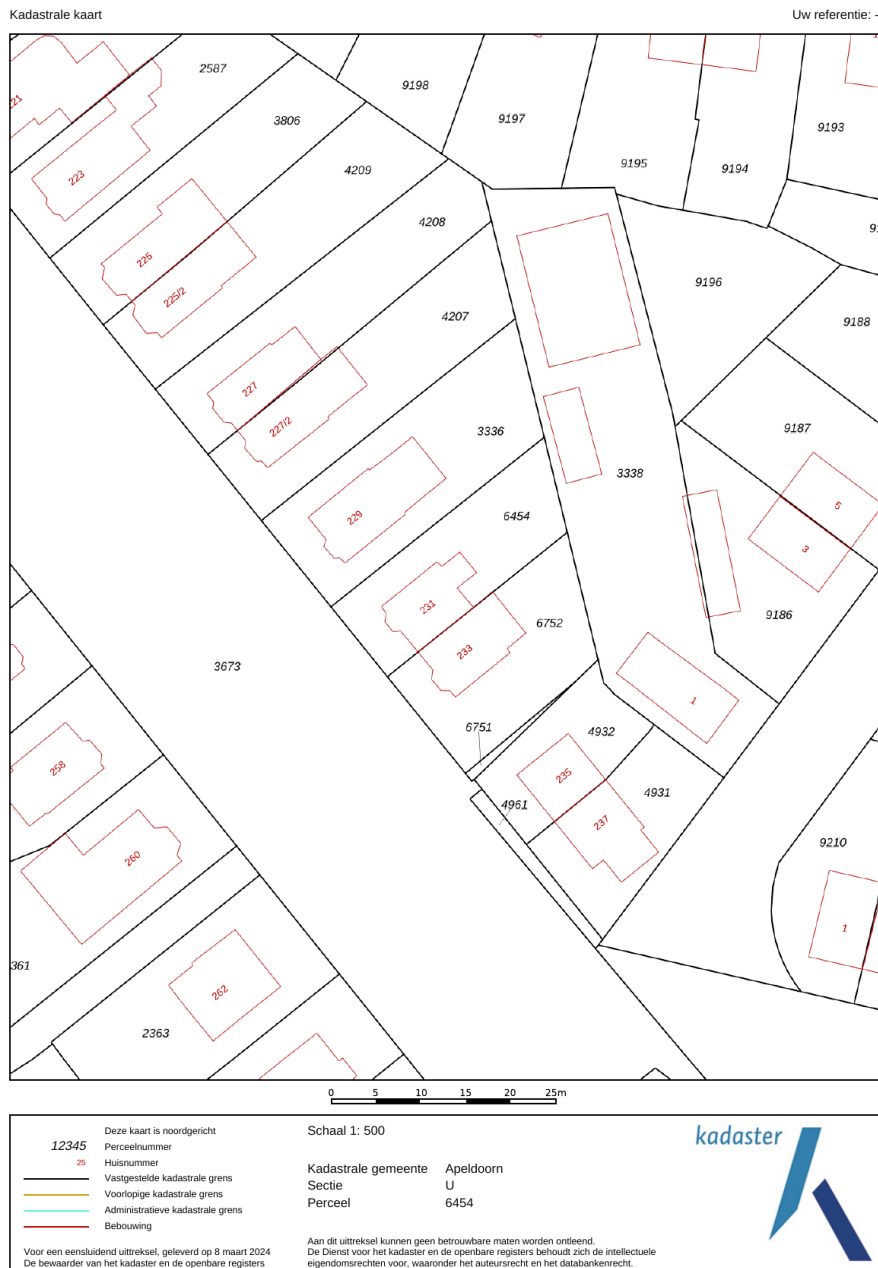 Kadastrale kaart
Uw referentie: -
2587
9198
3806
9197
4209
9195
9194
9193
223
4208
225
225/2
9196
4207
9188
227
227/2
3336
9187
3338
229
6454
5
3
231
6752
9186
233
3673
1
6751
4932
258
235
4961
4931
237
260
9210
1
361
262
2363
0 5 10 15 20 25m
Deze kaart is noordgericht
12345 Perceelnummer
25 Huisnummer
Vastgestelde kadastrale grens
Voorlopige kadastrale grens
Administratieve kadastrale grens
Bebouwing
Voor een eensluidend uittreksel, geleverd op 8 maart 2024
De bewaarder van het kadaster en de openbare registers
Schaal 1: 500
Kadastrale gemeente Apeldoorn
Sectie U
Perceel 6454
Aan dit uittreksel kunnen geen betrouwbare maten worden ontleend.
De Dienst voor het kadaster en de openbare registers behoudt zich de intellectuele
eigendomsrechten voor, waaronder het auteursrecht en het databankenrecht.
kadaster